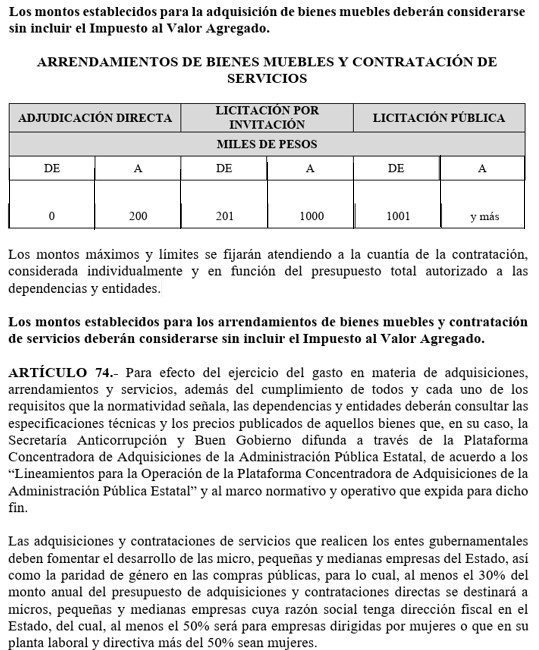 Los montos establecidos para la adquisición de bienes muebles deberán considerarse
sin incluir el Impuesto al Valor Agregado.
ARRENDAMIENTOS DE BIENES MUEBLES Y CONTRATACIÓN DE
SERVICIOS
ADJUDICACIÓN DIRECTA LICITACIÓN POR INVITACIÓN LICITACIÓN PÚBLICA
MILES DE PESOS
DE A DE A DE A
0 200 201 1000 1001 y más
Los montos máximos y límites se fijarán atendiendo a la cuantía de la contratación,
considerada individualmente y en función del presupuesto total autorizado a las
dependencias y entidades.
Los montos establecidos para los arrendamientos de bienes muebles y contratación
de servicios deberán considerarse sin incluir el Impuesto al Valor Agregado.
ARTÍCULO 74.- Para efecto del ejercicio del gasto en materia de adquisiciones,
arrendamientos y servicios, además del cumplimiento de todos y cada uno de los
requisitos que la normatividad señala, las dependencias y entidades deberán consultar las
especificaciones técnicas y los precios publicados de aquellos bienes que, en su caso, la
Secretaría Anticorrupción y Buen Gobierno difunda a través de la Plataforma
Concentradora de Adquisiciones de la Administración Pública Estatal, de acuerdo a los
“Lineamientos para la Operación de la Plataforma Concentradora de Adquisiciones de la
Administración Pública Estatal” y al marco normativo y operativo que expida para dicho
fin.
Las adquisiciones y contrataciones de servicios que realicen los entes gubernamentales
deben fomentar el desarrollo de las micro, pequeñas y medianas empresas del Estado, así
como la paridad de género en las compras públicas, para lo cual, al menos el 30% del
monto anual del presupuesto de adquisiciones y contrataciones directas se destinará a
micros, pequeñas y medianas empresas cuya razón social tenga dirección fiscal en el
Estado, del cual, al menos el 50% será para empresas dirigidas por mujeres o que en su
planta laboral y directiva más del 50% sean mujeres.